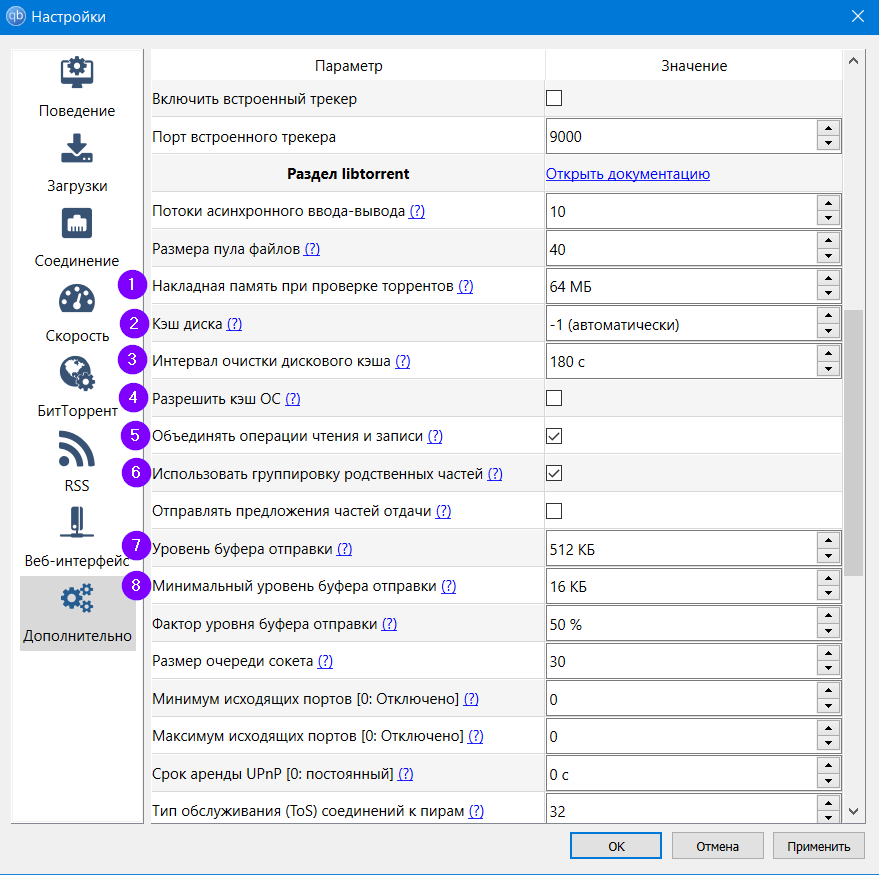 qb Настройки
Поведение
Загрузки
Соединение
Скорость
БитТоррент
RSS
Веб-интерфейс
Дополнительно
Параметр Значение
Включить встроенный трекер
Порт встроенного трекера 9000
Раздел libtorrent Открыть документацию
Потоки асинхронного ввода-вывода (?) 10
Размера пула файлов (?) 40
1 Накладная память при проверке торрентов (?) 64 МБ
2 Кэш диска (?) -1 (автоматически)
3 Интервал очистки дискового кэша (?) 180 с
4 Разрешить кэш ОС (?)
5 Объединять операции чтения и записи (?)
6 Использовать группировку родственных частей (?)
Отправлять предложения частей отдачи (?)
7 Уровень буфера отправки (?) 512 КБ
8 Минимальный уровень буфера отправки (?) 16 КБ
Фактор уровня буфера отправки (?) 50 %
Размер очереди сокета (?) 30
Минимум исходящих портов [0: Отключено] (?) 0
Максимум исходящих портов [0: Отключено] (?) 0
Срок аренды UPnP [0: постоянный] (?) 0 с
Тип обслуживания (ToS) соединений к пирам (?) 32
ОК Отмена Применить